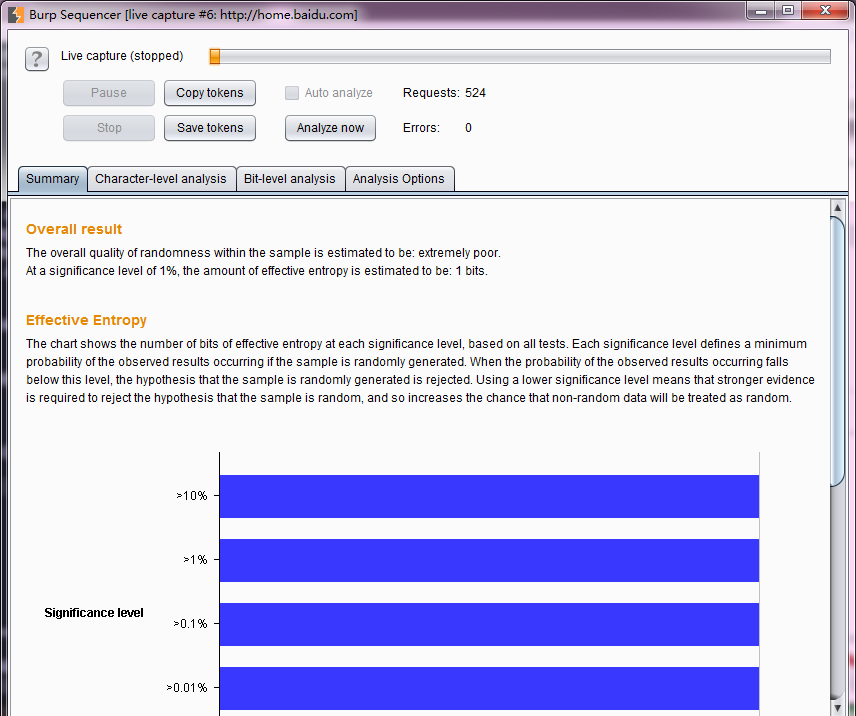 Burp Sequencer [live capture #6: http://home.baidu.com]
?
Live capture (stopped)
Pause Copy tokens Auto analyze Requests: 524
Stop Save tokens Analyze now Errors: 0
Summary Character-level analysis Bit-level analysis Analysis Options
Overall result
The overall quality of randomness within the sample is estimated to be: extremely poor.
At a significance level of 1%, the amount of effective entropy is estimated to be: 1 bits.
Effective Entropy
The chart shows the number of bits of effective entropy at each significance level, based on all tests. Each significance level defines a minimum
probability of the observed results occurring if the sample is randomly generated. When the probability of the observed results occurring falls
below this level, the hypothesis that the sample is randomly generated is rejected. Using a lower significance level means that stronger evidence
is required to reject the hypothesis that the sample is random, and so increases the chance that non-random data will be treated as random.
>10%
>1%
Significance level
>0.1%
>0.01%